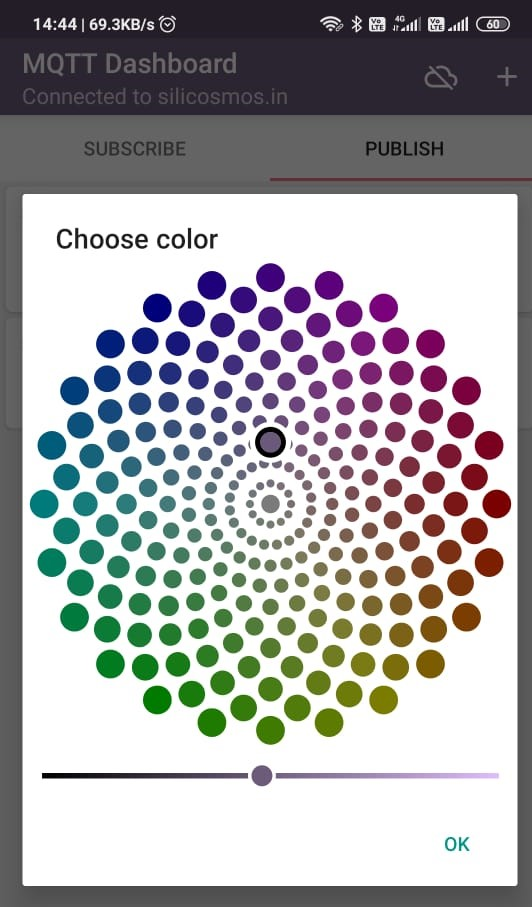 14:44 | 69.3KB/s
Vo
LTE
4G
Vo
LTE
60
MQTT Dashboard
Connected to silicosmos.in
SUBSCRIBE
PUBLISH
Choose color
OK